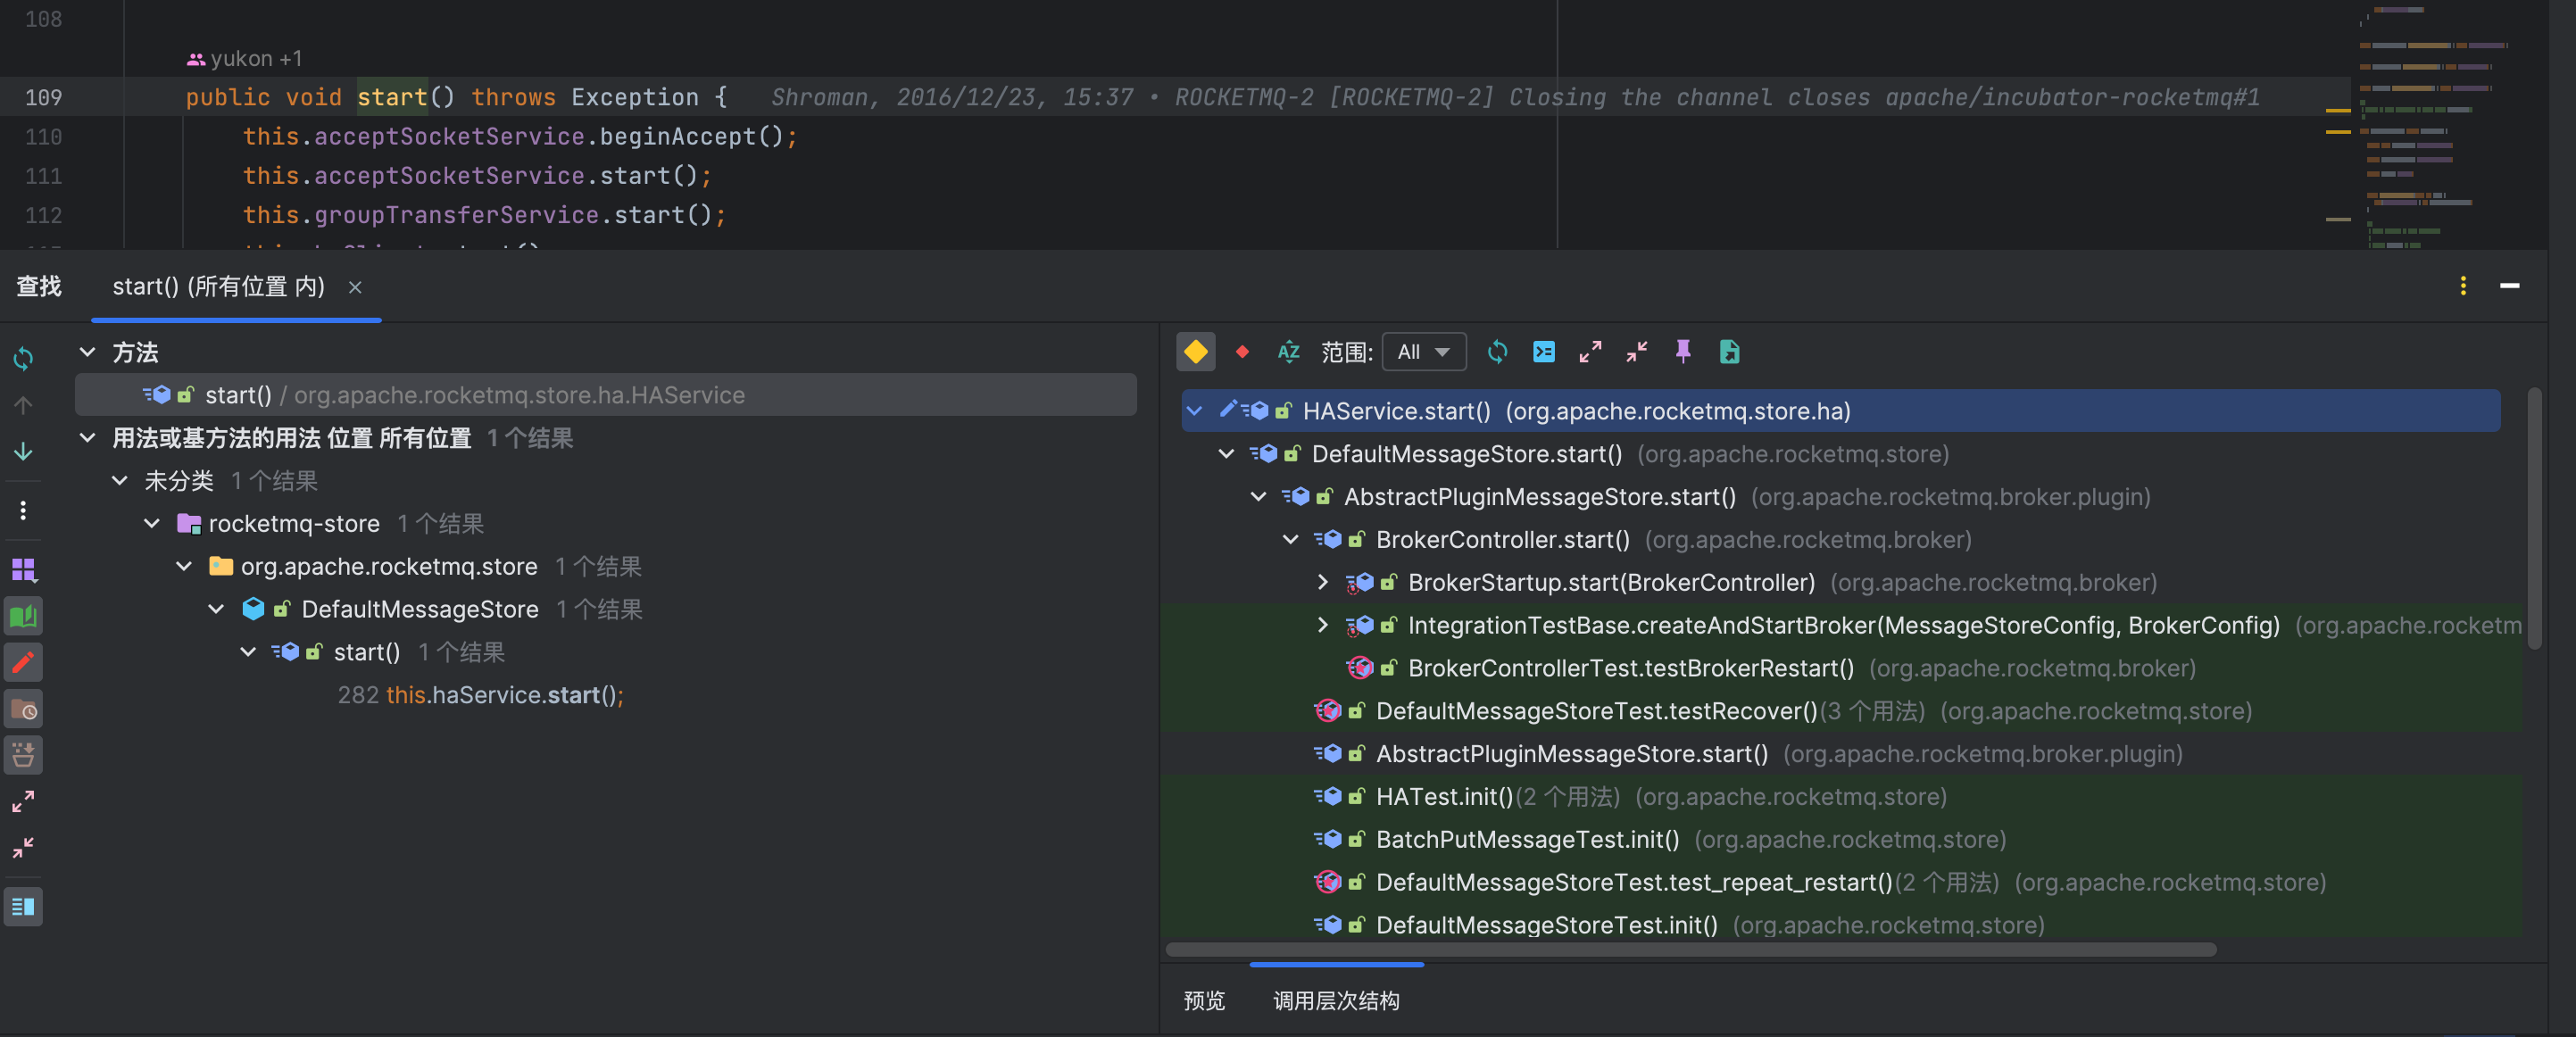 108
yukon +1
109 public void start() throws Exception { Shroman, 2016/12/23, 15:37 • ROCKETMQ-2 [ROCKETMQ-2] Closing the channel closes apache/incubator-rocketmq#1
110 this.acceptSocketService.beginAccept();
111 this.acceptSocketService.start();
112 this.groupTransferService.start();
查找 start() (所有位置 内)
方法
start() / org.apache.rocketmq.store.ha.HAService
用法或基方法的用法 位置 所有位置 1 个结果
未分类 1 个结果
rocketmq-store 1 个结果
org.apache.rocketmq.store 1 个结果
DefaultMessageStore 1 个结果
start() 1 个结果
282 this.haService.start();
AZ 范围: All
HAService.start() (org.apache.rocketmq.store.ha)
DefaultMessageStore.start() (org.apache.rocketmq.store)
AbstractPluginMessageStore.start() (org.apache.rocketmq.broker.plugin)
BrokerController.start() (org.apache.rocketmq.broker)
BrokerStartup.start(BrokerController) (org.apache.rocketmq.broker)
IntegrationTestBase.createAndStartBroker(MessageStoreConfig, BrokerConfig) (org.apache.rocketm
BrokerControllerTest.testBrokerRestart() (org.apache.rocketmq.broker)
DefaultMessageStoreTest.testRecover()(3 个用法) (org.apache.rocketmq.store)
AbstractPluginMessageStore.start() (org.apache.rocketmq.broker.plugin)
HATest.init()(2 个用法) (org.apache.rocketmq.store)
BatchPutMessageTest.init() (org.apache.rocketmq.store)
DefaultMessageStoreTest.test_repeat_restart()(2 个用法) (org.apache.rocketmq.store)
DefaultMessageStoreTest.init() (org.apache.rocketmq.store)
预览 调用层次结构